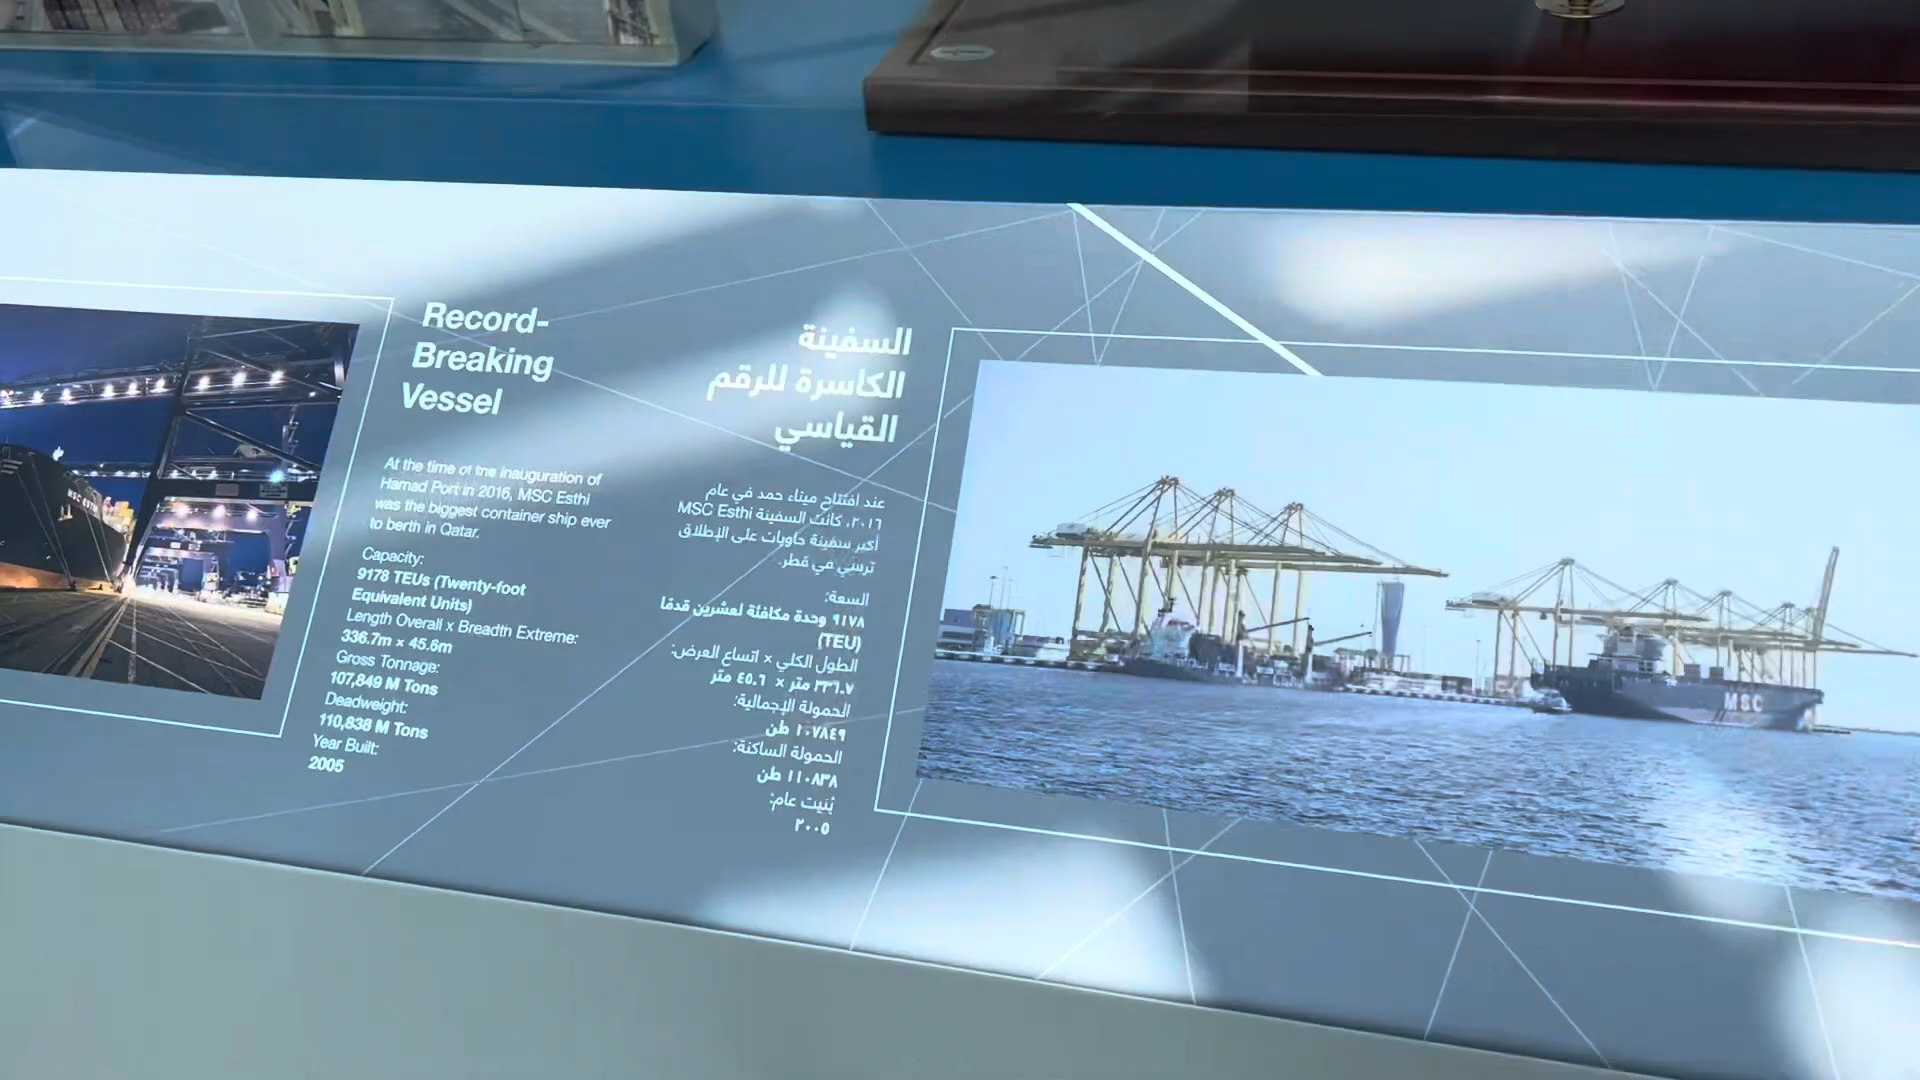 Record-
Breaking
Vessel
At the time of the inauguration of
Hamad Port in 2016, MSC Esthi
was the biggest container ship ever
to berth in Qatar.
Capacity:
9178 TEUs (Twenty-foot
Equivalent Units)
Length Overall x Breadth Extreme:
336.7m × 45.6m
Gross Tonnage:
107,849 M Tons
Deadweight:
110,838 M Tons
Year Built:
2005
السفينة
الكاسرة للرقم
القياسي
عند افتتاح ميناء حمد في عام
٢٠١٦، كانت السفينة MSC Esthi
أكبر سفينة حاويات على الإطلاق
ترسي في قطر.
السعة:
٩١٧٨ وحدة مكافئة لعشرين قدمًا
(TEU)
الطول الكلي × اتساع العرض:
٣٣٦.٧ متر × ٤٥.٦ متر
الحمولة الإجمالية:
١٠٧٨٤٩ طن
الحمولة الساكنة:
١١٠٨٣٨ طن
بُنيت عام:
٢٠٠٥
MSC